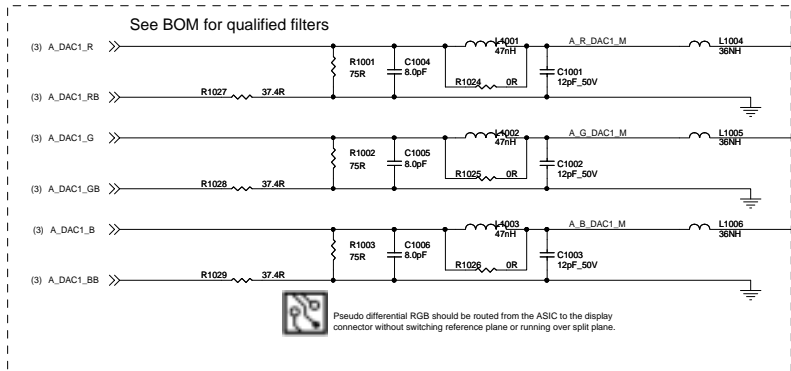 See BOM for qualified filters
(3) A_DAC1_R
R1001
75R
C1004
8.0pF
L1001
47nH
R1024 0R
A_R_DAC1_M
C1001
12pF_50V
L1004
36NH
(3) A_DAC1_RB
R1027 37.4R
(3) A_DAC1_G
R1002
75R
C1005
8.0pF
L1002
47nH
R1025 0R
A_G_DAC1_M
C1002
12pF_50V
L1005
36NH
(3) A_DAC1_GB
R1028 37.4R
(3) A_DAC1_B
R1003
75R
C1006
8.0pF
L1003
47nH
R1026 0R
A_B_DAC1_M
C1003
12pF_50V
L1006
36NH
(3) A_DAC1_BB
R1029 37.4R
Pseudo differential RGB should be routed from the ASIC to the display
connector without switching reference plane or running over split plane.